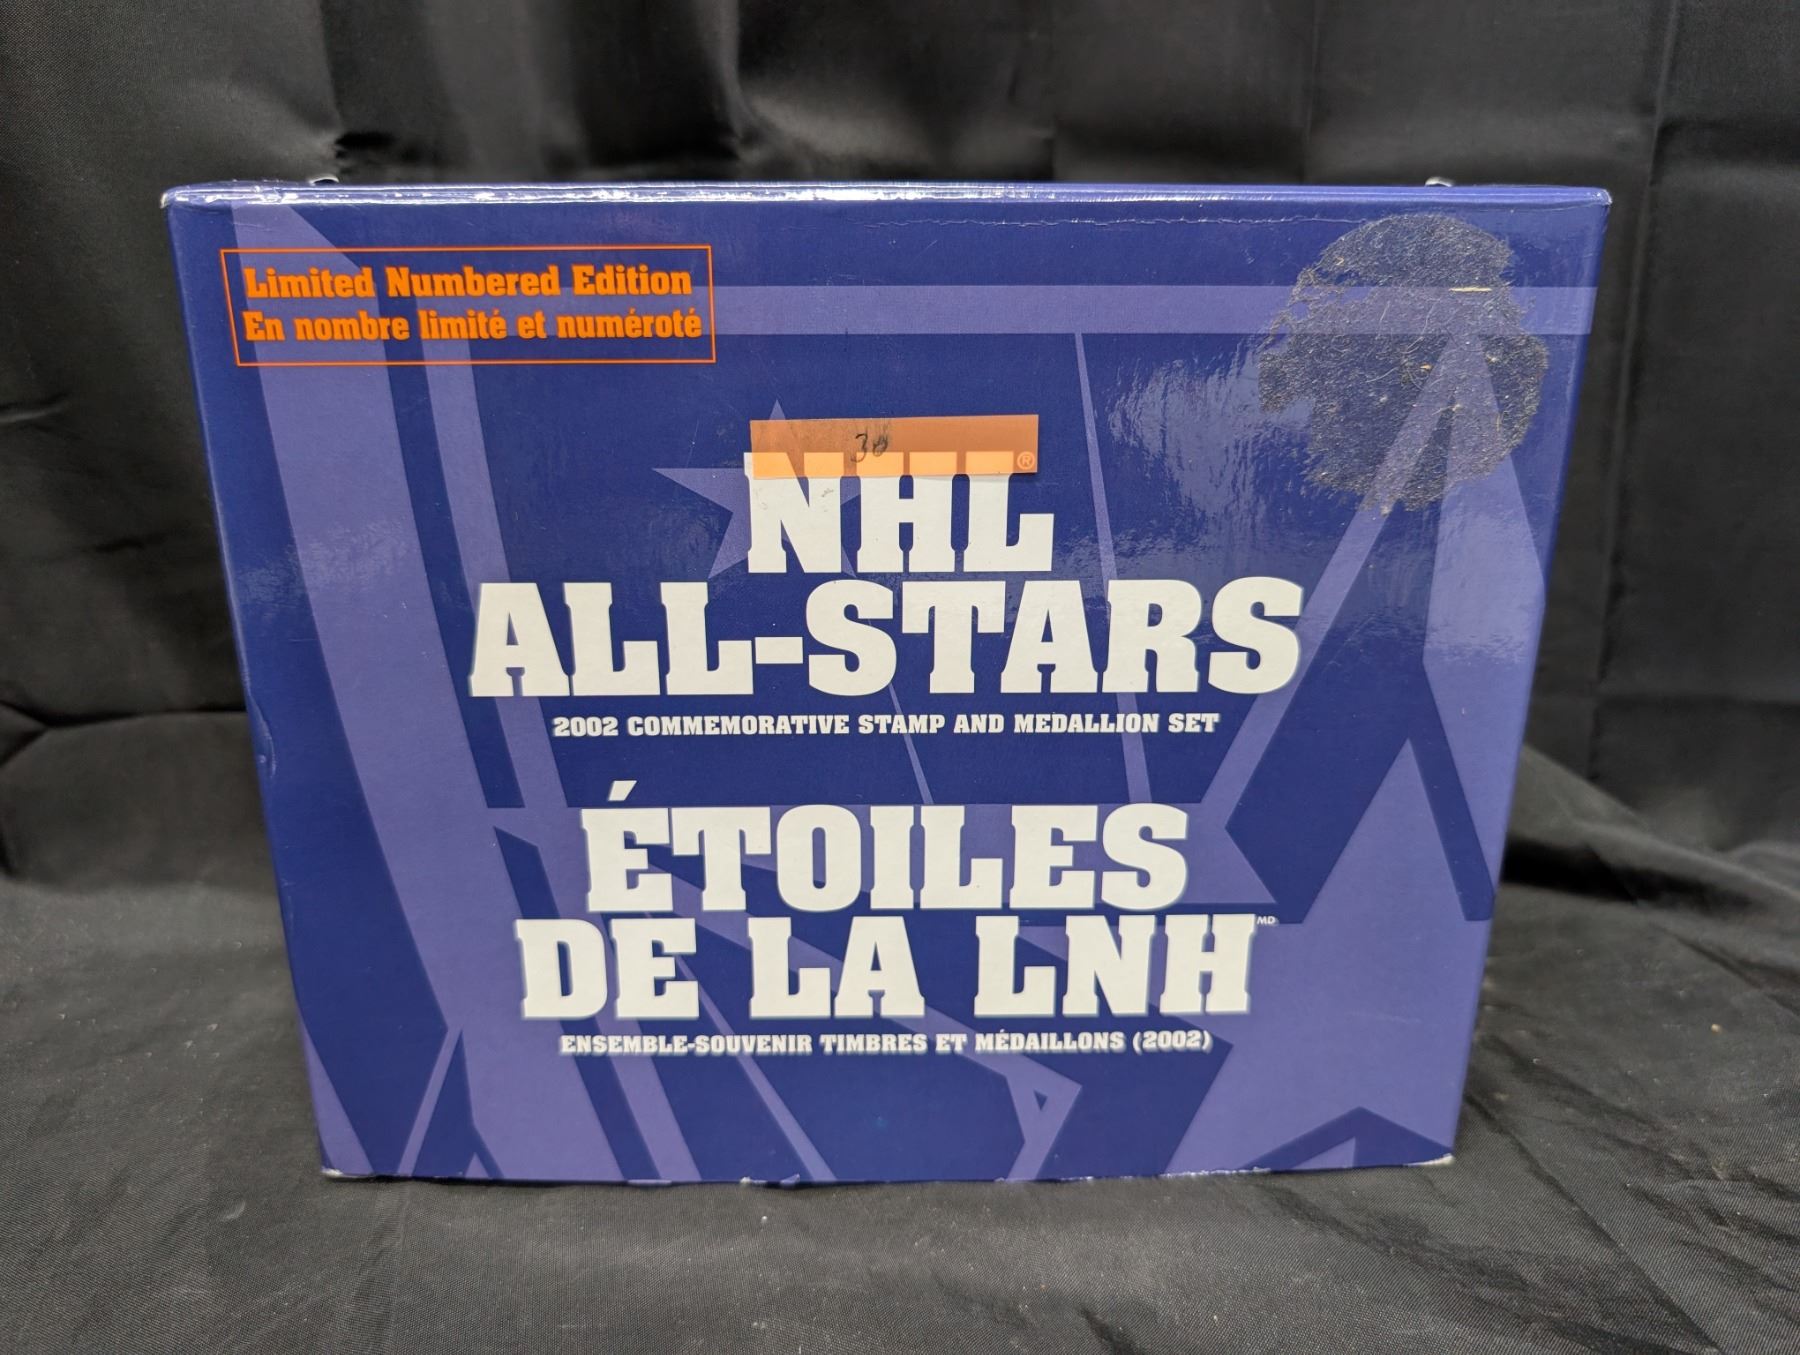 Limited Numbered Edition
En nombre limité et numéroté
NHL®
ALL-STARS
2002 COMMEMORATIVE STAMP AND MEDALLION SET
ÉTOILES
DE LA LNH MD
ENSEMBLE-SOUVENIR TIMBRES ET MÉDAILLONS (2002)